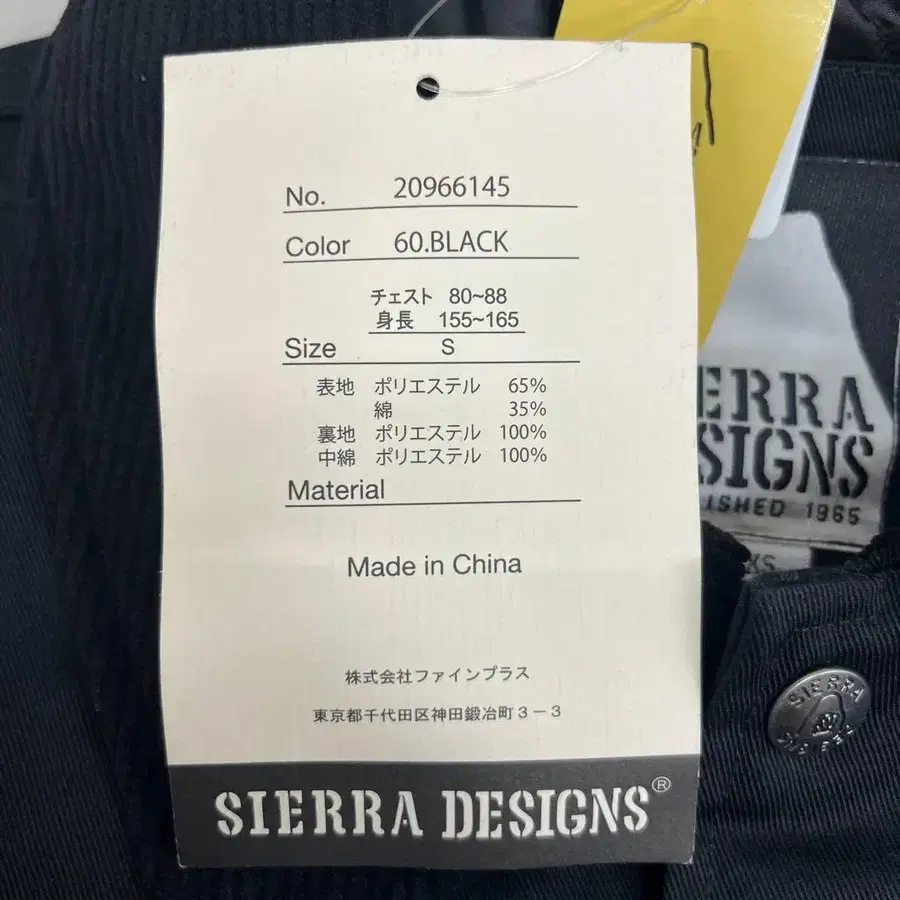 No. 20966145
Color 60.BLACK
チェスト 80~88
身長 155~165
Size S
表地 ポリエステル 65%
綿 35%
裏地 ポリエステル 100%
中綿 ポリエステル 100%
Material
Made in China
株式会社ファインプラス
東京都千代田区神田鍛冶町3-3
SIERRA DESIGNS®
ERRA
SIGNS
ISHED 1965
XS
SIERRA